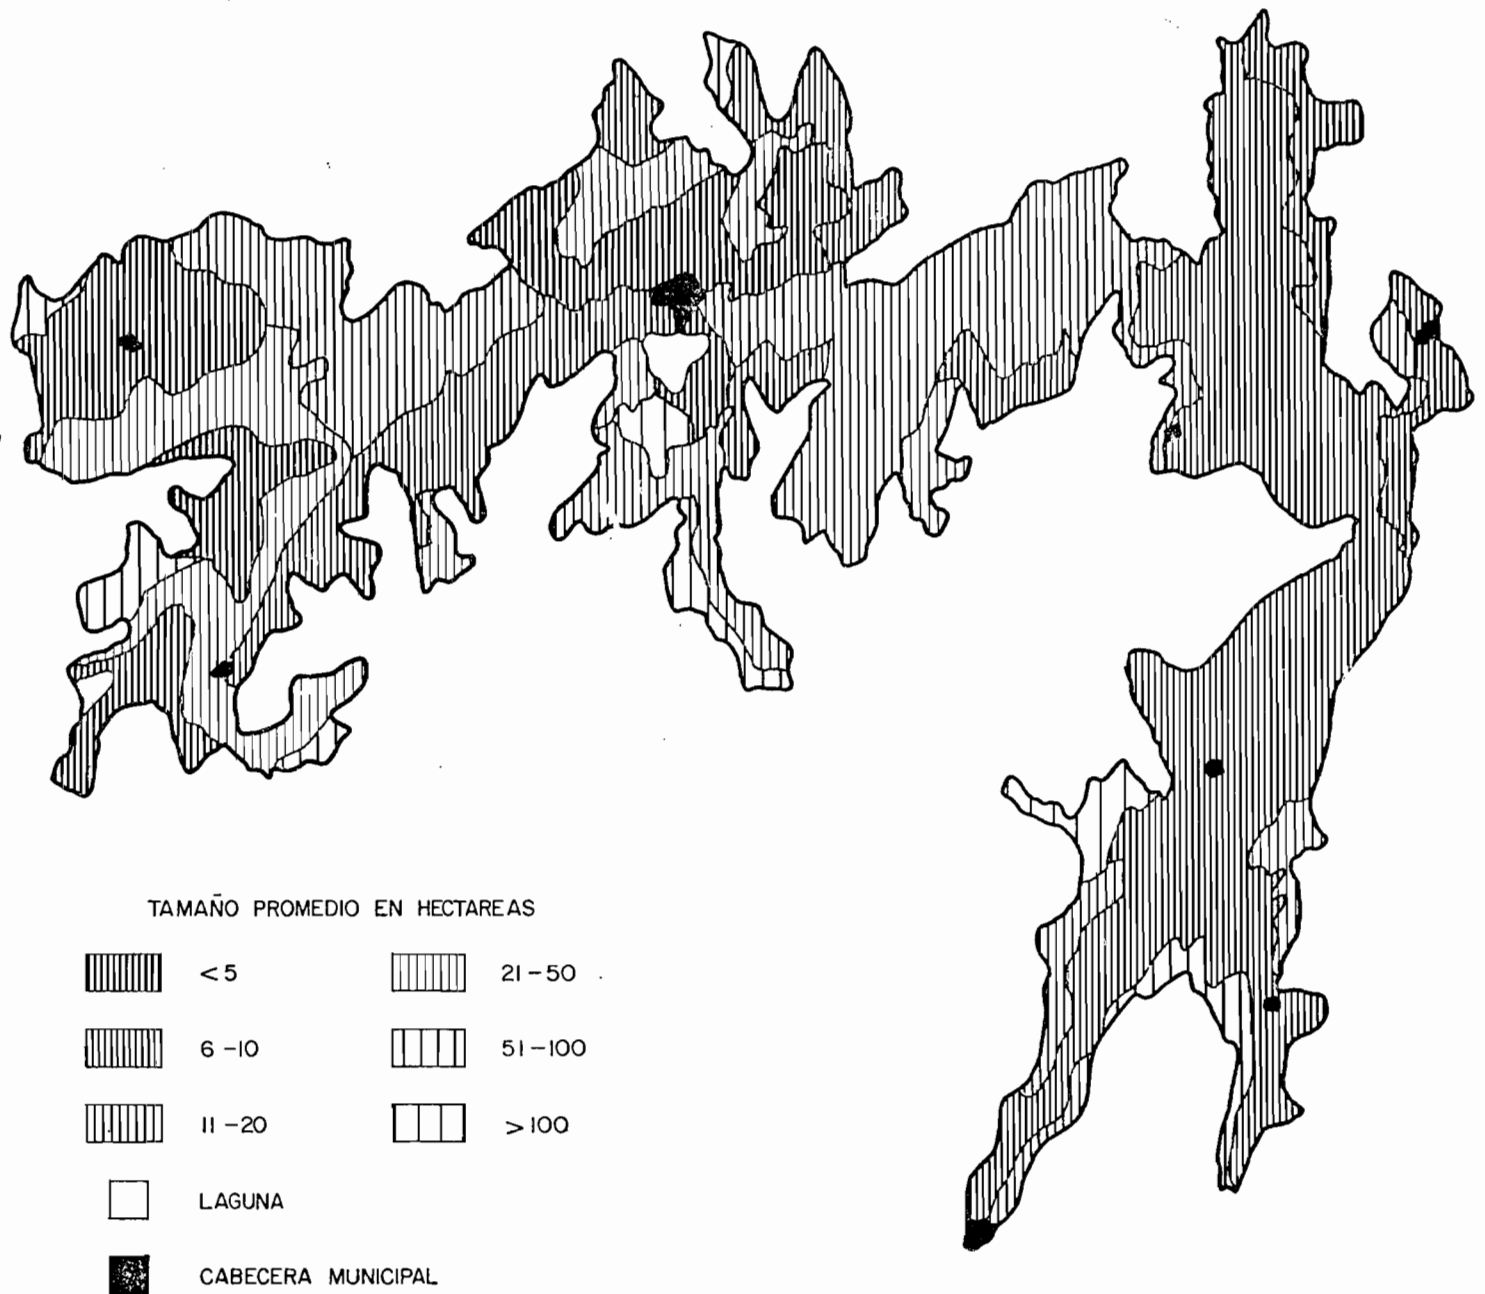 TAMAÑO PROMEDIO EN HECTAREAS
<5
21-50
6-10
51-100
11-20
>100
LAGUNA
CABECERA MUNICIPAL